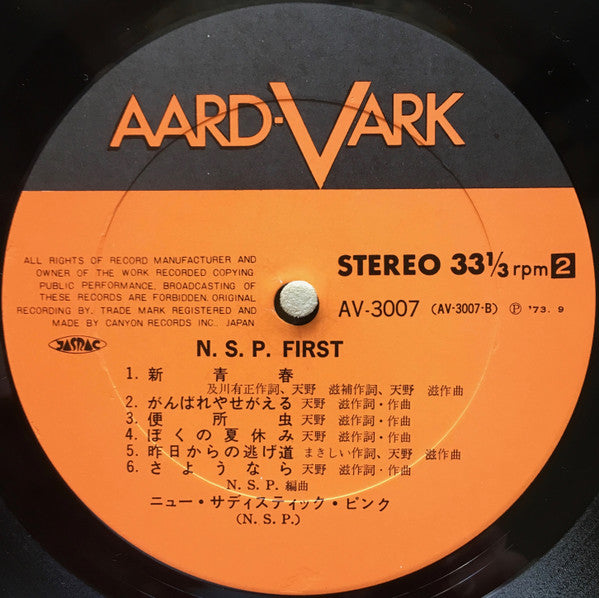 AARD-VARK
ALL RIGHTS OF RECORD MANUFACTURER AND
OWNER OF THE WORK RECORDED COPYING
PUBLIC PERFORMANCE, BROADCASTING OF
THESE RECORDS ARE FORBIDDEN. ORIGINAL
RECORDING BY. TRADE MARK REGISTERED AND
MADE BY CANYON RECORDS INC., JAPAN
JASRAC
STEREO 33 1/3 rpm 2
AV-3007 (AV-3007-B) Ⓟ '73. 9
N. S. P. FIRST
1. 新青春
及川有正作詞、天野 滋補作詞、天野 滋作曲
2. がんばれやせがえる 天野 滋作詞・作曲
3. 便所虫 天野 滋作詞・作曲
4. ぼくの夏休み 天野 滋作詞・作曲
5. 昨日からの逃げ道 まさしい作詞、天野 滋作曲
6. さようなら 天野 滋作詞・作曲
N. S. P. 編曲
ニュー・サディスティック・ピンク
(N. S. P.)